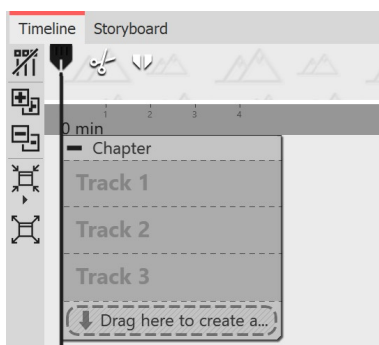 Timeline Storyboard
1 2 3 4
0 min
Chapter
Track 1
Track 2
Track 3
Drag here to create a...